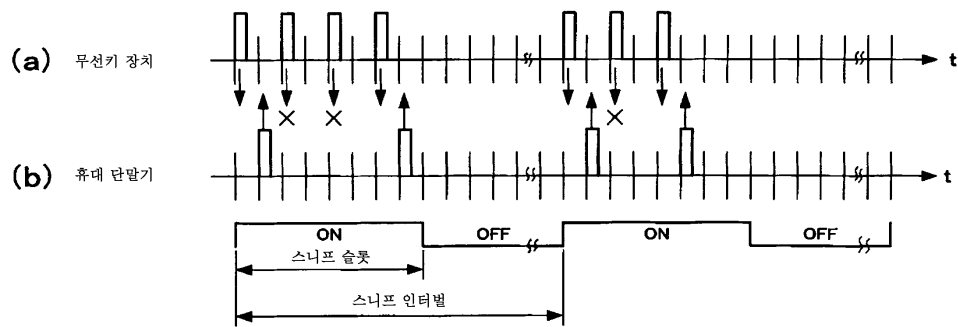 (a) 무선키 장치 t
× × ×
(b) 휴대 단말기 t
ON OFF ON OFF
스니프 슬롯
스니프 인터벌